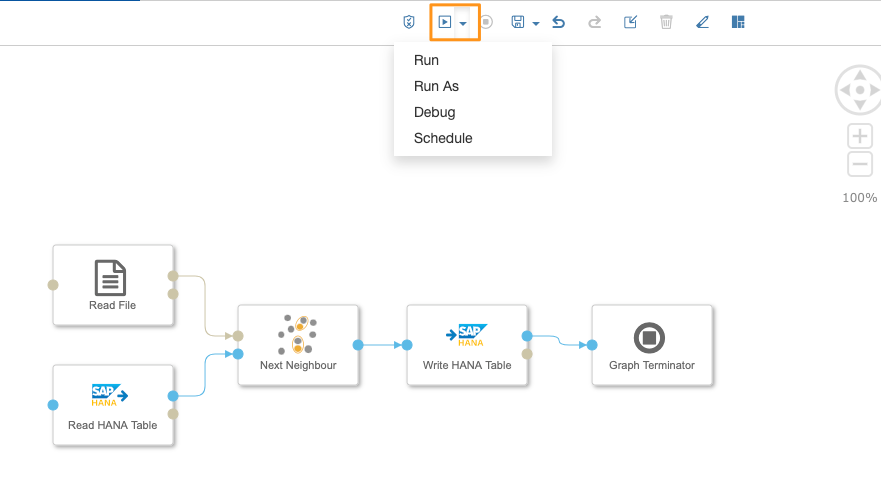 Run
Run As
Debug
Schedule
100%
Read File
SAP
HANA
Next Neighbour
Write HANA Table
Graph Terminator
SAP
HANA
Read HANA Table